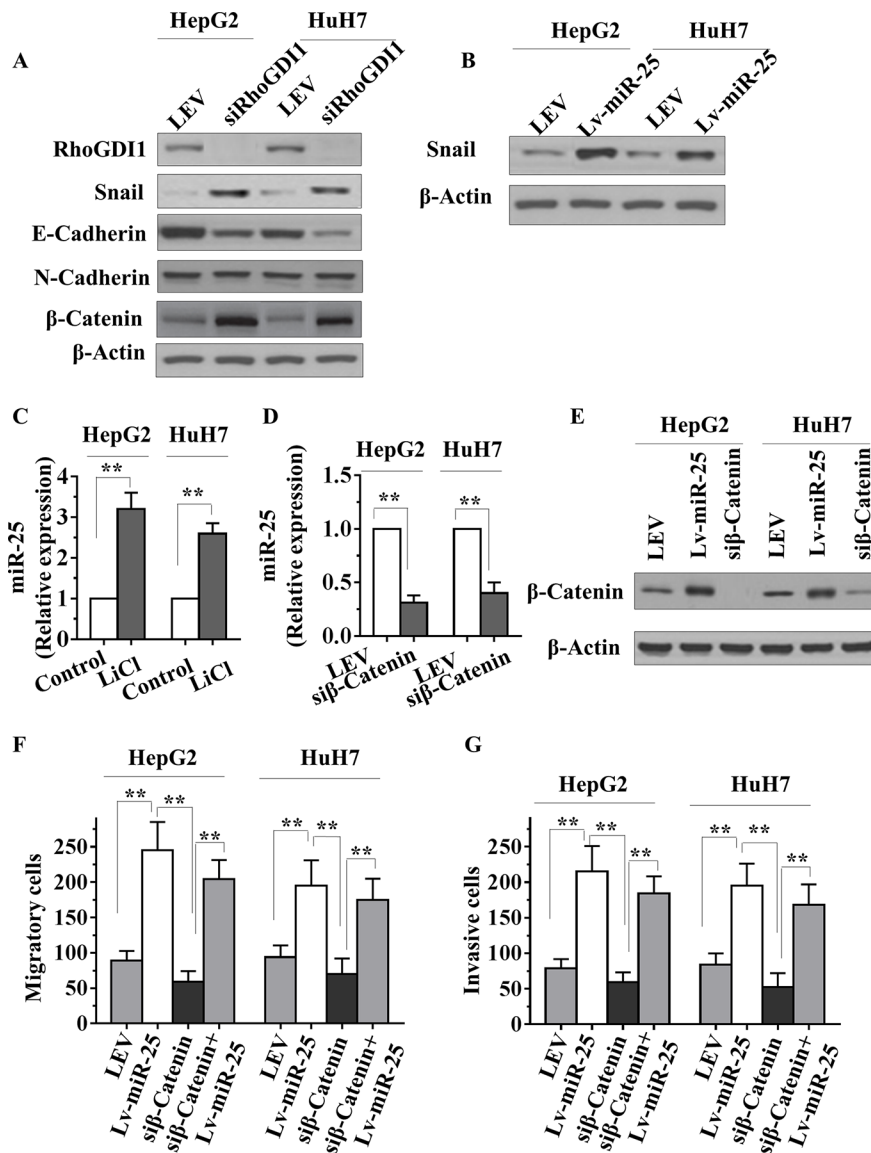 HepG2 HuH7
A
LEV
siRhoGDI1
LEV
siRhoGDI1
RhoGDI1
Snail
E-Cadherin
N-Cadherin
β-Catenin
β-Actin
B
HepG2 HuH7
LEV
Lv-miR-25
LEV
Lv-miR-25
Snail
β-Actin
C
HepG2 HuH7
miR-25
(Relative expression)
4
3
2
1
0
**
**
Control
LiCl
Control
LiCl
D
HepG2 HuH7
miR-25
(Relative expression)
1.5
1.0
0.5
0.0
**
**
LEV
siβ-Catenin
LEV
siβ-Catenin
E
HepG2 HuH7
LEV
Lv-miR-25
siβ-Catenin
LEV
Lv-miR-25
siβ-Catenin
β-Catenin
β-Actin
F
HepG2 HuH7
Migratory cells
250
200
150
100
50
0
** ** **
** ** **
LEV
Lv-miR-25
siβ-Catenin
siβ-Catenin+
Lv-miR-25
LEV
Lv-miR-25
siβ-Catenin
siβ-Catenin+
Lv-miR-25
G
HepG2 HuH7
Invasive cells
250
200
150
100
50
0
** ** **
** ** **
LEV
Lv-miR-25
siβ-Catenin
siβ-Catenin+
Lv-miR-25
LEV
Lv-miR-25
siβ-Catenin
siβ-Catenin+
Lv-miR-25